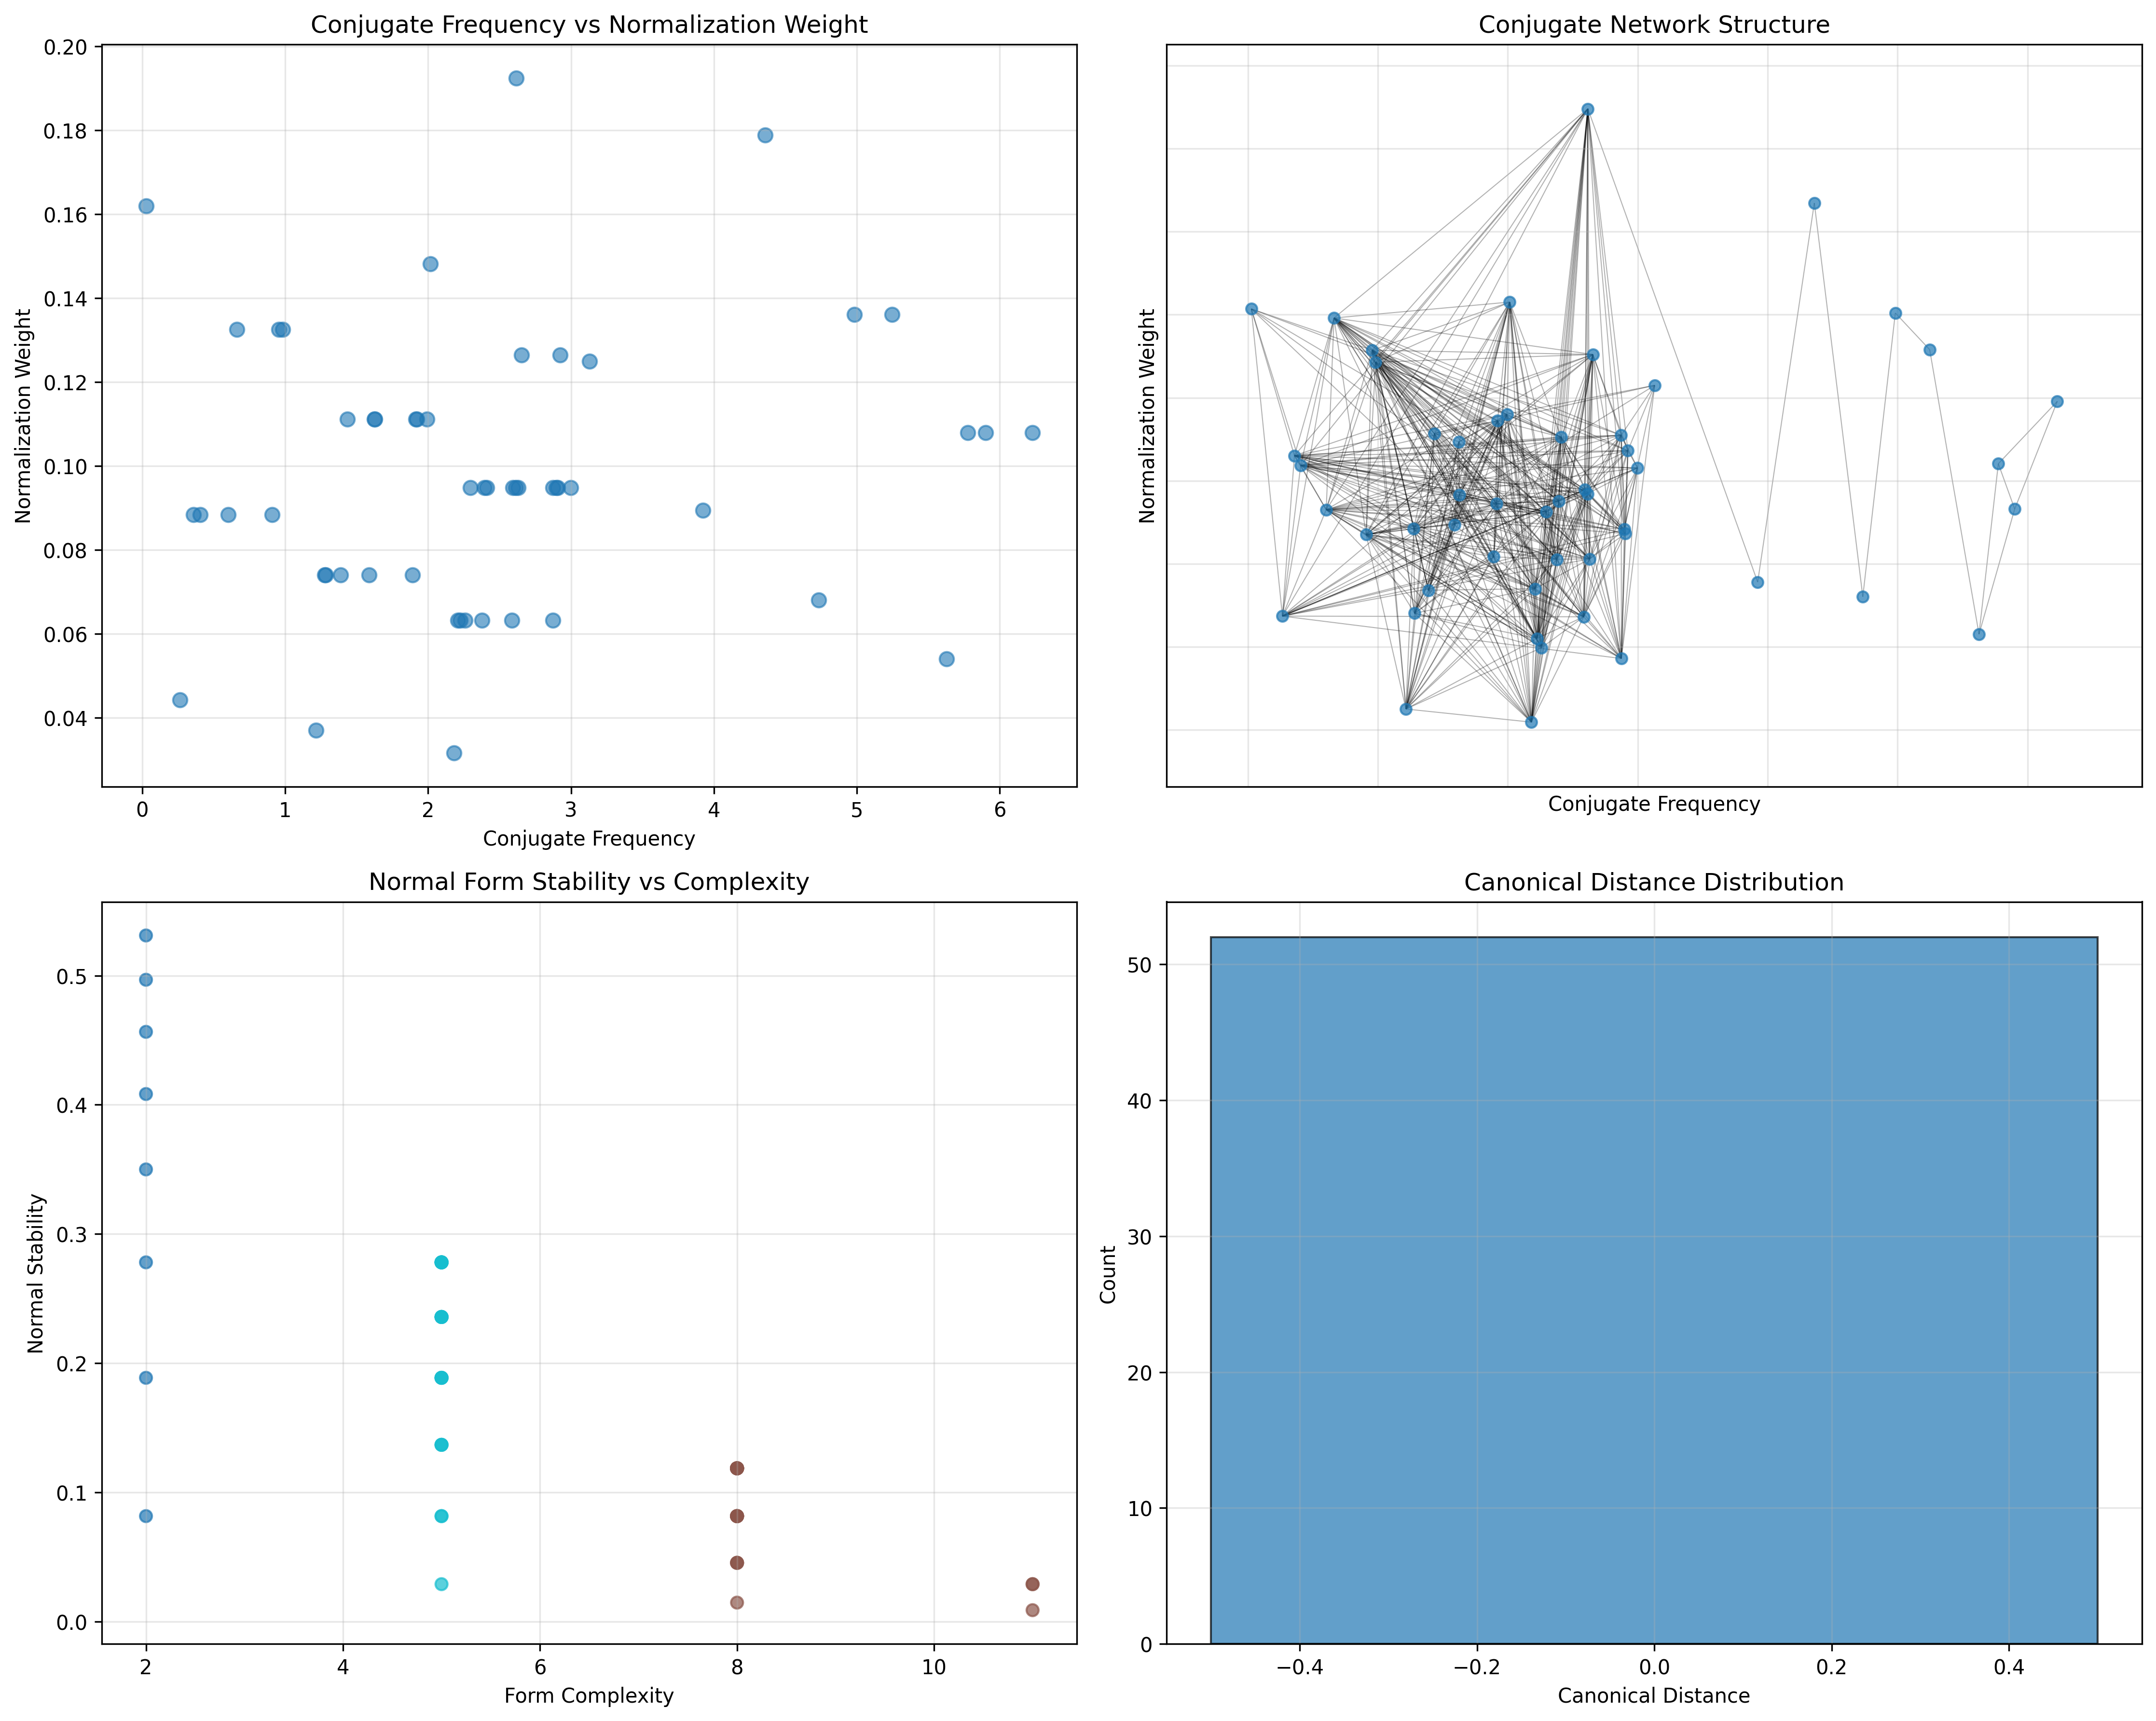 Conjugate Frequency vs Normalization Weight
Normalization Weight
0.20
0.18
0.16
0.14
0.12
0.10
0.08
0.06
0.04
0 1 2 3 4 5 6
Conjugate Frequency
Conjugate Network Structure
Normalization Weight
Conjugate Frequency
Normal Form Stability vs Complexity
Normal Stability
0.5
0.4
0.3
0.2
0.1
0.0
2 4 6 8 10
Form Complexity
Canonical Distance Distribution
Count
50
40
30
20
10
0
−0.4 −0.2 0.0 0.2 0.4
Canonical Distance